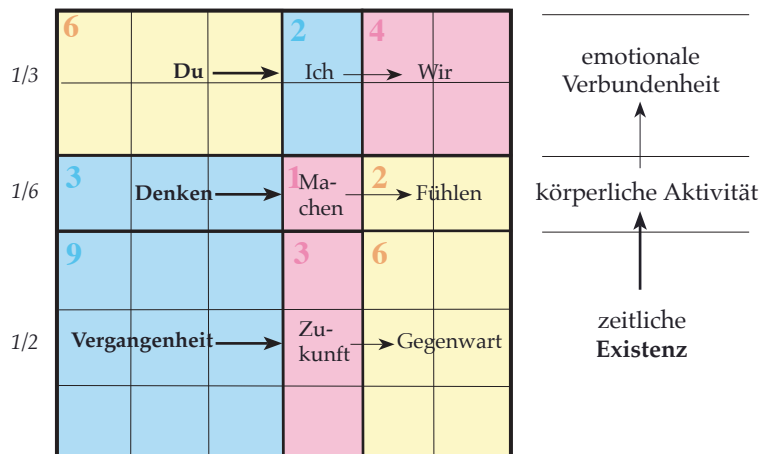 6 2 4
1/3 Du Ich Wir
3 1 2
1/6 Denken Ma-
chen Fühlen
9 3 6
1/2 Vergangenheit Zu-
kunft Gegenwart
emotionale
Verbundenheit
körperliche Aktivität
zeitliche
Existenz